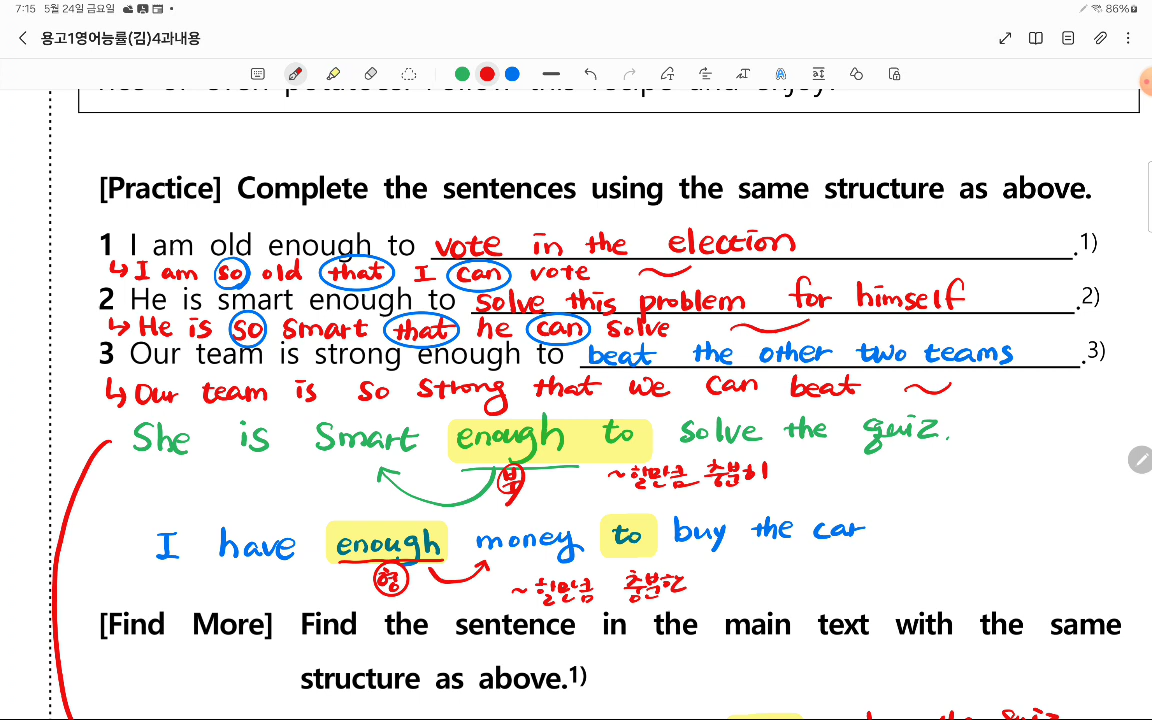 7:15 5월 24일 금요일 86%
용고1영어능률(김)4과내용
[Practice] Complete the sentences using the same structure as above.
1 I am old enough to vote in the election .1)
↳ I am so old that I can vote ~
2 He is smart enough to solve this problem for himself .2)
↳ He is so smart that he can solve ~
3 Our team is strong enough to beat the other two teams .3)
↳ Our team is so strong that we can beat ~
She is smart enough to solve the quiz.
부 ~할만큼 충분히
I have enough money to buy the car
형 ~할만큼 충분한
[Find More] Find the sentence in the main text with the same
structure as above.1)